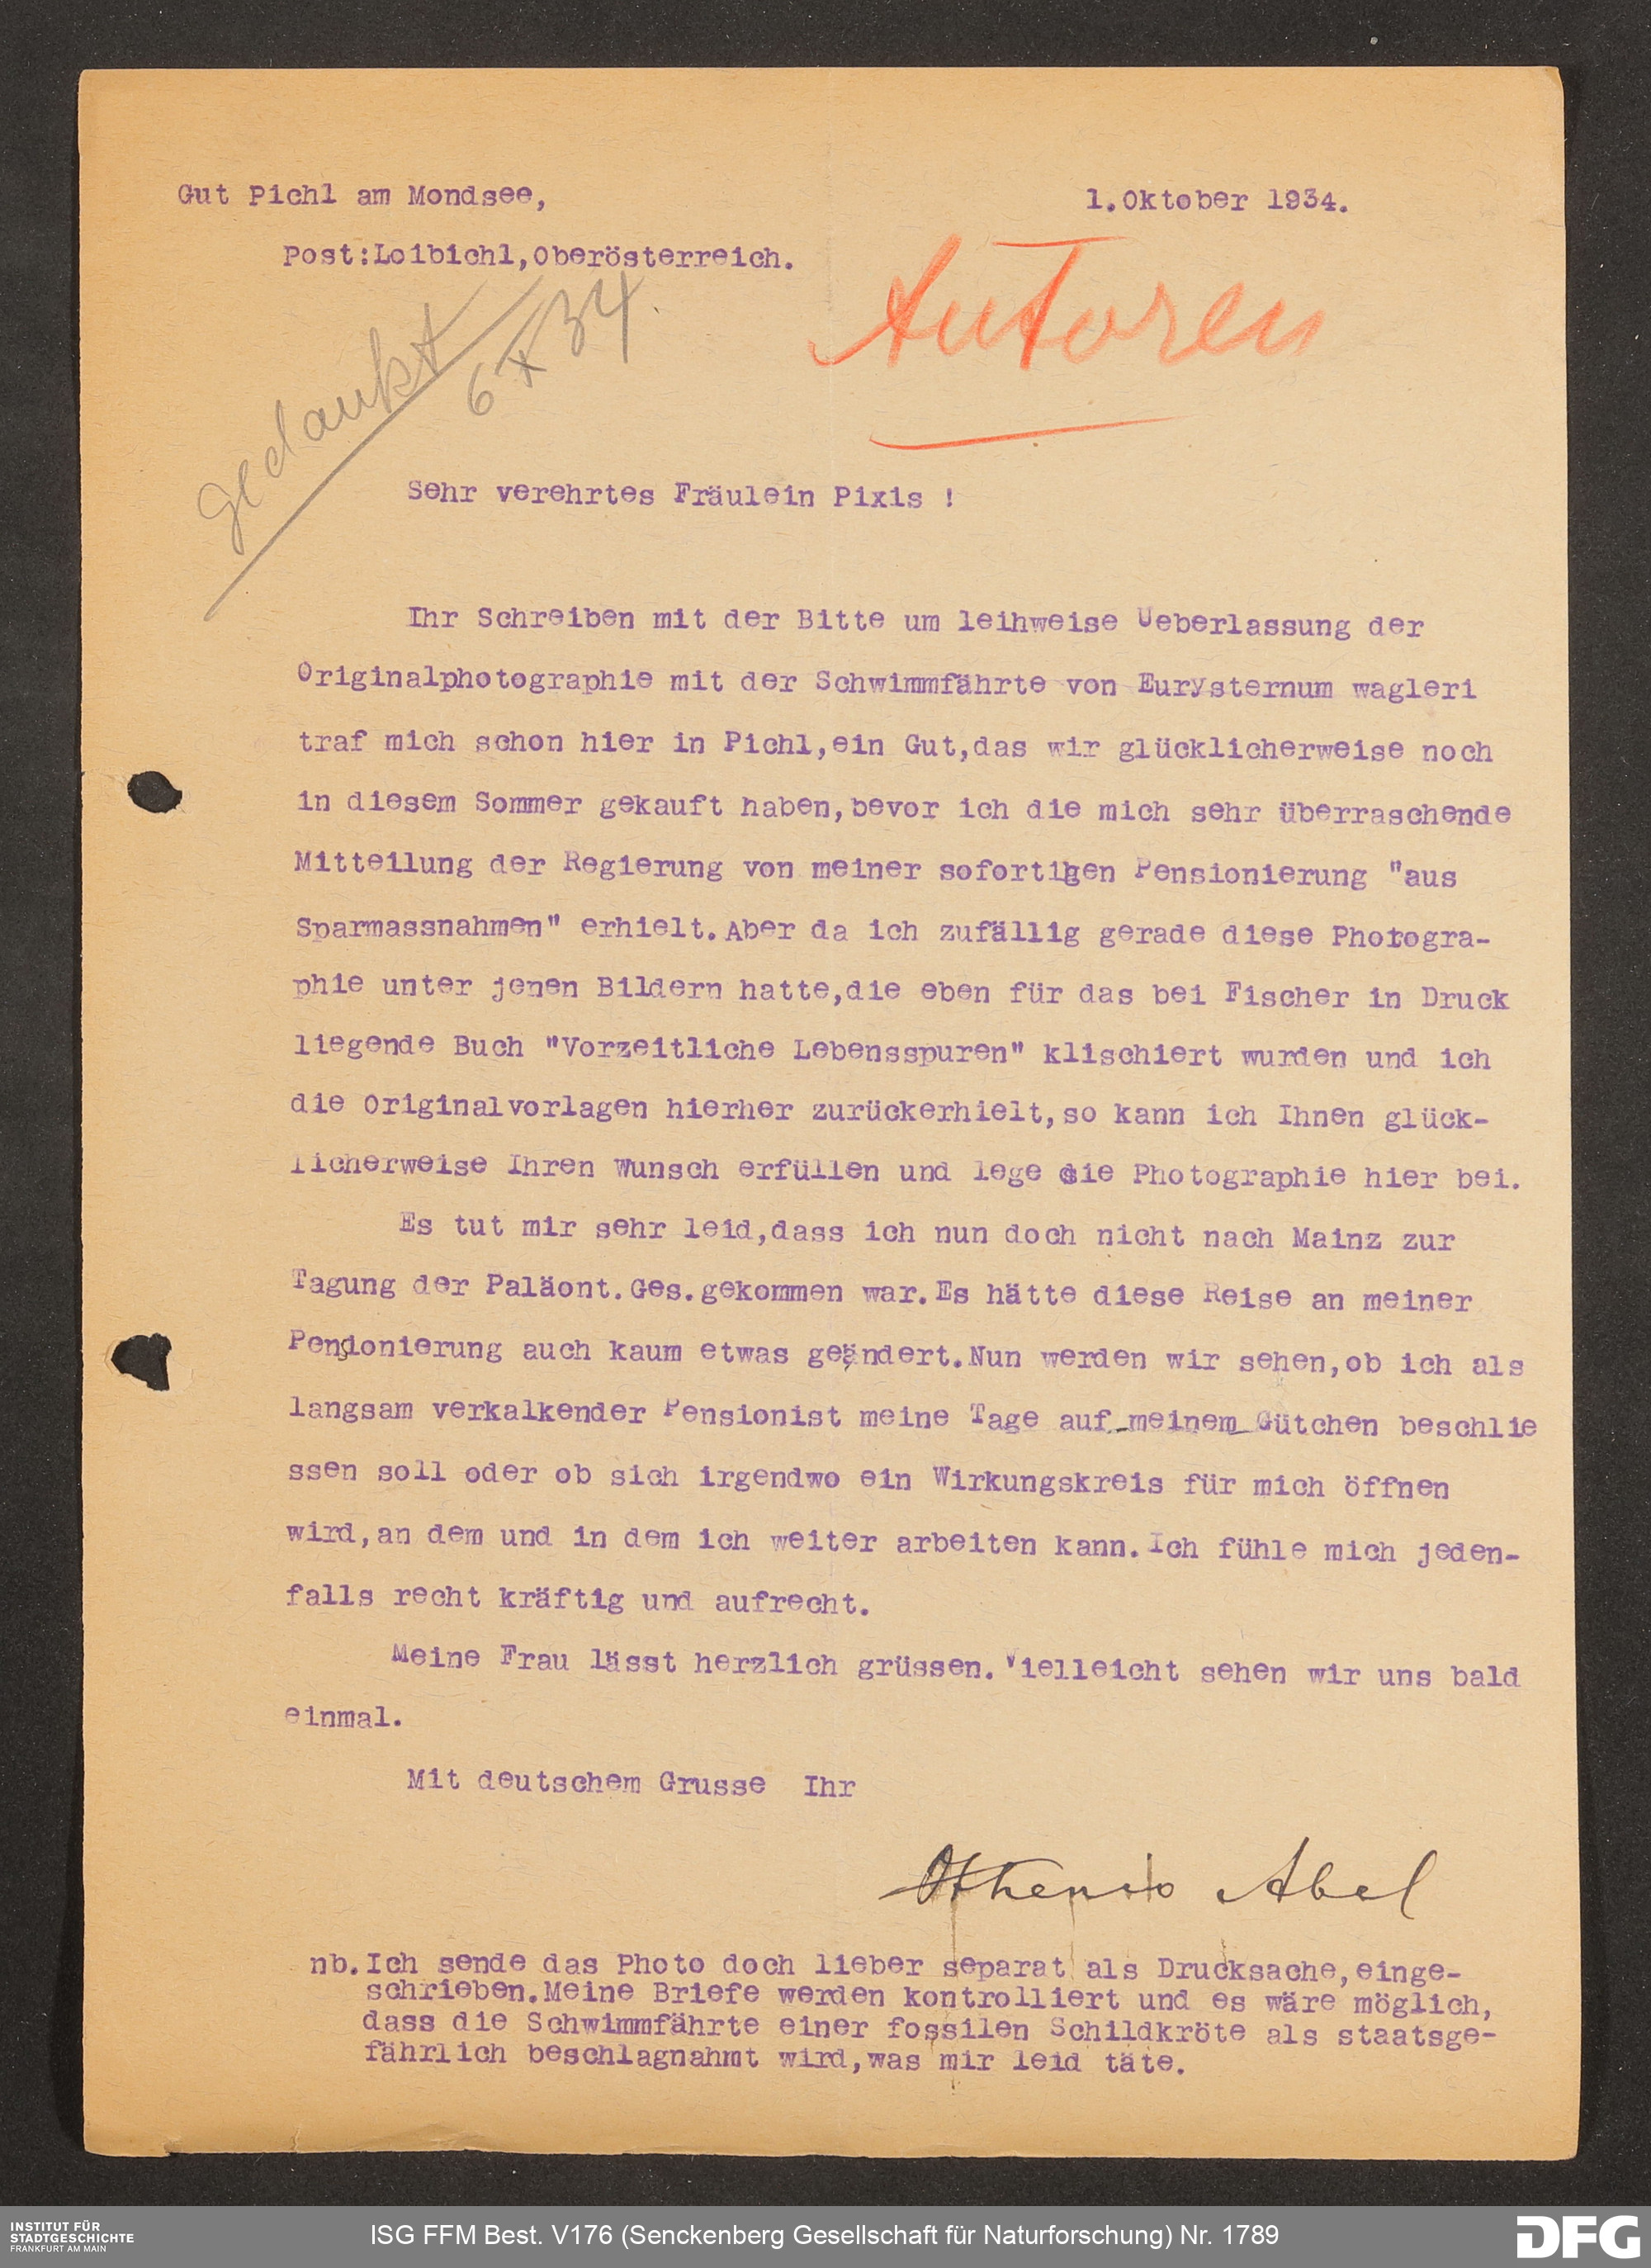 Gut Pichl am Mondsee,
1.Oktober 1934.
Post:Loibichl,Oberösterreich.
gedankt
6 X 34.
Autoren
Sehr verehrtes Fräulein Pixis !
Ihr Schreiben mit der Bitte um leihweise Ueberlassung der
Originalphotographie mit der Schwimmfährte von Eurysternum wagleri
traf mich schon hier in Pichl,ein Gut,das wir glücklicherweise noch
in diesem Sommer gekauft haben,bevor ich die mich sehr überraschende
Mitteilung der Regierung von meiner sofortigen Pensionierung "aus
Sparmassnahmen" erhielt.Aber da ich zufällig gerade diese Photogra-
phie unter jenen Bildern hatte,die eben für das bei Fischer in Druck
liegende Buch "Vorzeitliche Lebensspuren" klischiert wurden und ich
die Originalvorlagen hierher zurückerhielt,so kann ich Ihnen glück-
licherweise Ihren Wunsch erfüllen und lege die Photographie hier bei.
Es tut mir sehr leid,dass ich nun doch nicht nach Mainz zur
Tagung der Paläont.Ges.gekommen war.Es hätte diese Reise an meiner
Pensionierung auch kaum etwas geändert.Nun werden wir sehen,ob ich als
langsam verkalkender Pensionist meine Tage auf meinem Gütchen beschlie
ssen soll oder ob sich irgendwo ein Wirkungskreis für mich öffnen
wird,an dem und in dem ich weiter arbeiten kann.Ich fühle mich jeden-
falls recht kräftig und aufrecht.
Meine Frau lässt herzlich grüssen.Vielleicht sehen wir uns bald
einmal.
Mit deutschem Grusse Ihr
Othenio Abel
nb.Ich sende das Photo doch lieber separat als Drucksache,einge-
schrieben.Meine Briefe werden kontrolliert und es wäre möglich,
dass die Schwimmfährte einer fossilen Schildkröte als staatsge-
fährlich beschlagnahmt wird,was mir leid täte.
INSTITUT FÜR
STADTGESCHICHTE
FRANKFURT AM MAIN
ISG FFM Best. V176 (Senckenberg Gesellschaft für Naturforschung) Nr. 1789
DFG